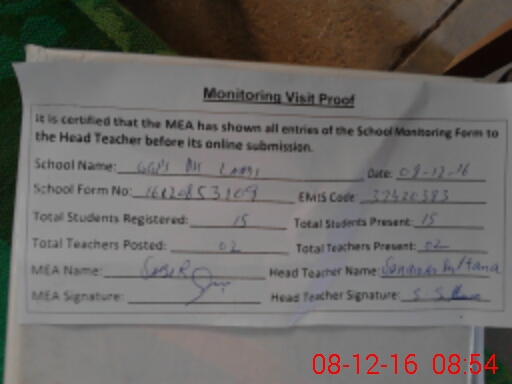 Monitoring Visit Proof
It is certified that the MEA has shown all entries of the School Monitoring Form to
the Head Teacher before its online submission.
School Name: Date: 08-12-16
School Form No: EMIS Code:
Total Students Registered: 15 Total Students Present: 15
Total Teachers Posted: 02 Total Teachers Present: 02
MEA Name: Head Teacher Name:
MEA Signature: Head Teacher Signature:
08-12-16 08:54